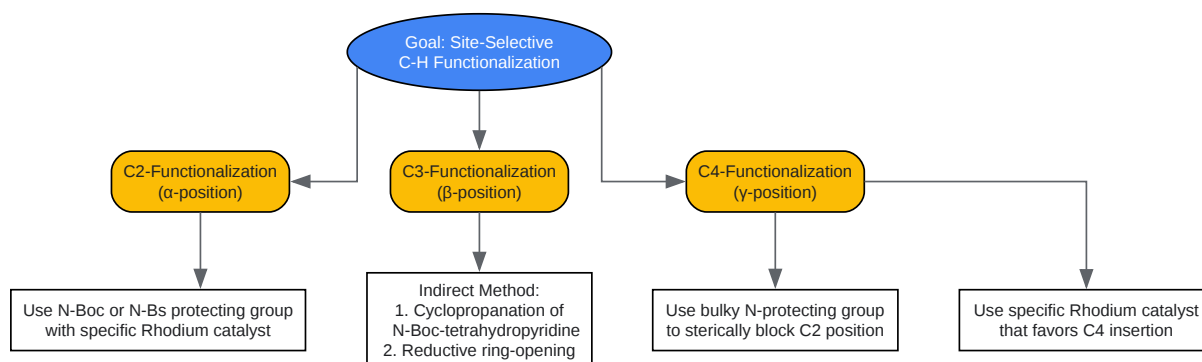 Goal: Site-Selective
C-H Functionalization
C2-Functionalization
(α-position)
C3-Functionalization
(β-position)
C4-Functionalization
(γ-position)
Use N-Boc or N-Bs protecting group
with specific Rhodium catalyst
Indirect Method:
1. Cyclopropanation of
N-Boc-tetrahydropyridine
2. Reductive ring-opening
Use bulky N-protecting group
to sterically block C2 position
Use specific Rhodium catalyst
that favors C4 insertion